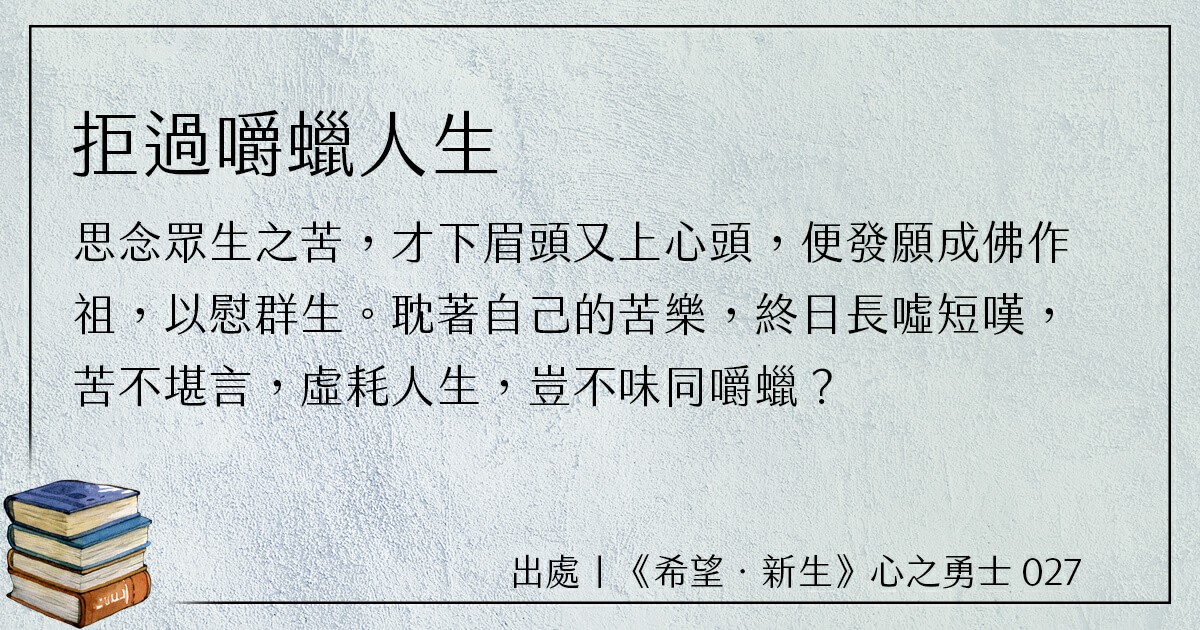 拒過嚼蠟人生
思念眾生之苦，才下眉頭又上心頭，便發願成佛作
祖，以慰群生。耽著自己的苦樂，終日長噓短嘆，
苦不堪言，虛耗人生，豈不味同嚼蠟？
出處｜《希望．新生》心之勇士 027